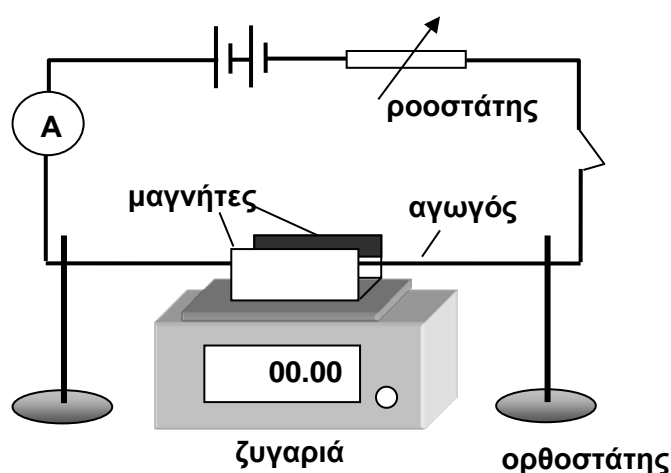 ροοστάτης
A
μαγνήτες
αγωγός
00.00
ζυγαριά
ορθοστάτης